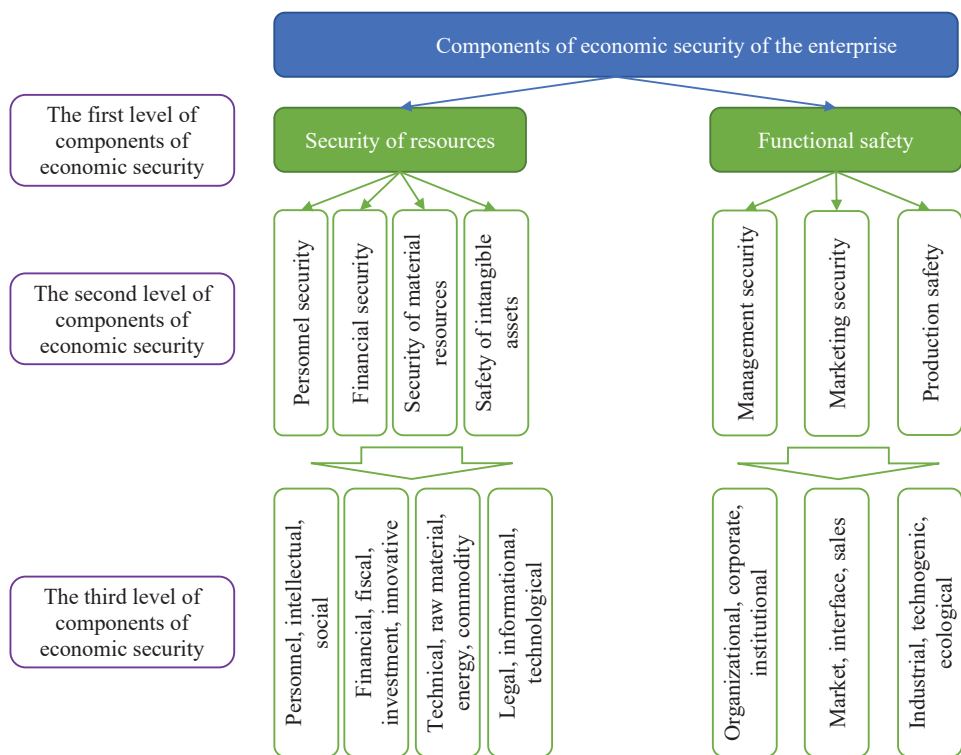 Components of economic security of the enterprise
The first level of
components of
economic security
Security of resources
Functional safety
The second level of
components of
economic security
Personnel security
Financial security
Security of material
resources
Safety of intangible
assets
Management security
Marketing security
Production safety
The third level of
components of
economic security
Personnel, intellectual,
social
Financial, fiscal,
investment, innovative
Technical, raw material,
energy, commodity
Legal, informational,
technological
Organizational, corporate,
institutional
Market, interface, sales
Industrial, technogenic,
ecological